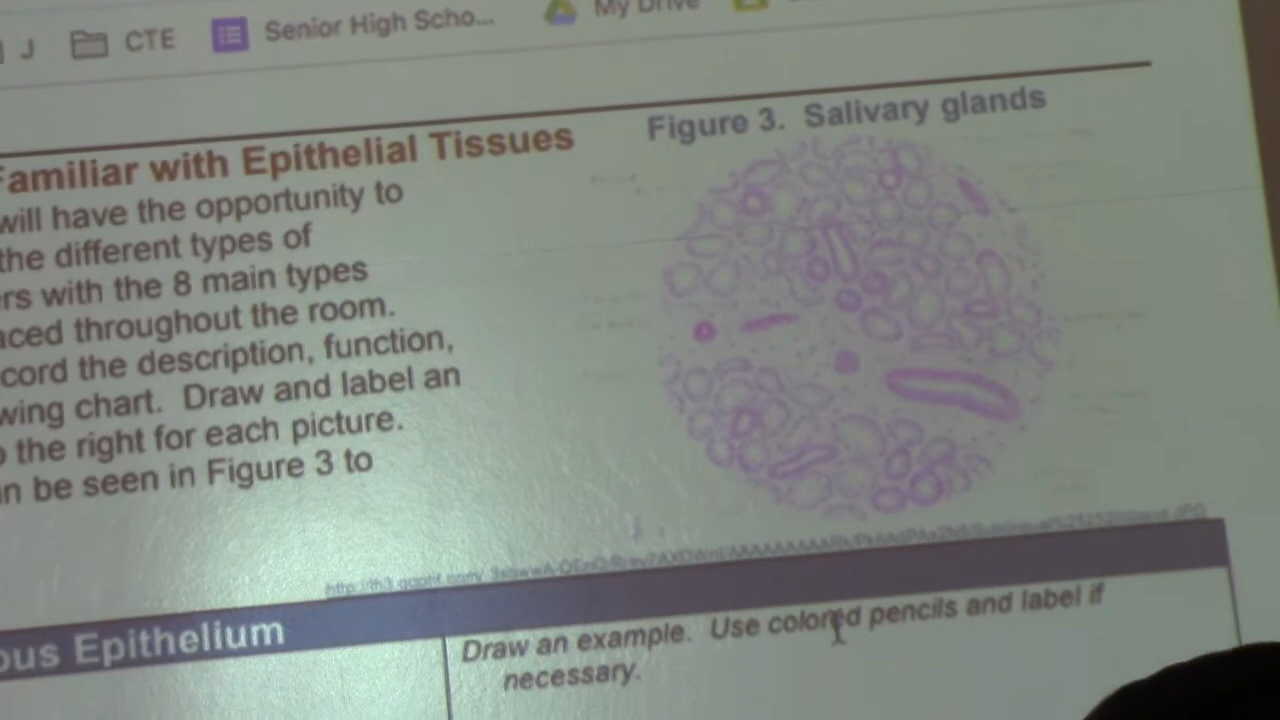 J CTE Senior High Scho... My Drive
Familiar with Epithelial Tissues
Figure 3. Salivary glands
will have the opportunity to
the different types of
rs with the 8 main types
aced throughout the room.
cord the description, function,
wing chart. Draw and label an
o the right for each picture.
n be seen in Figure 3 to
ous Epithelium
Draw an example. Use colored pencils and label if
necessary.